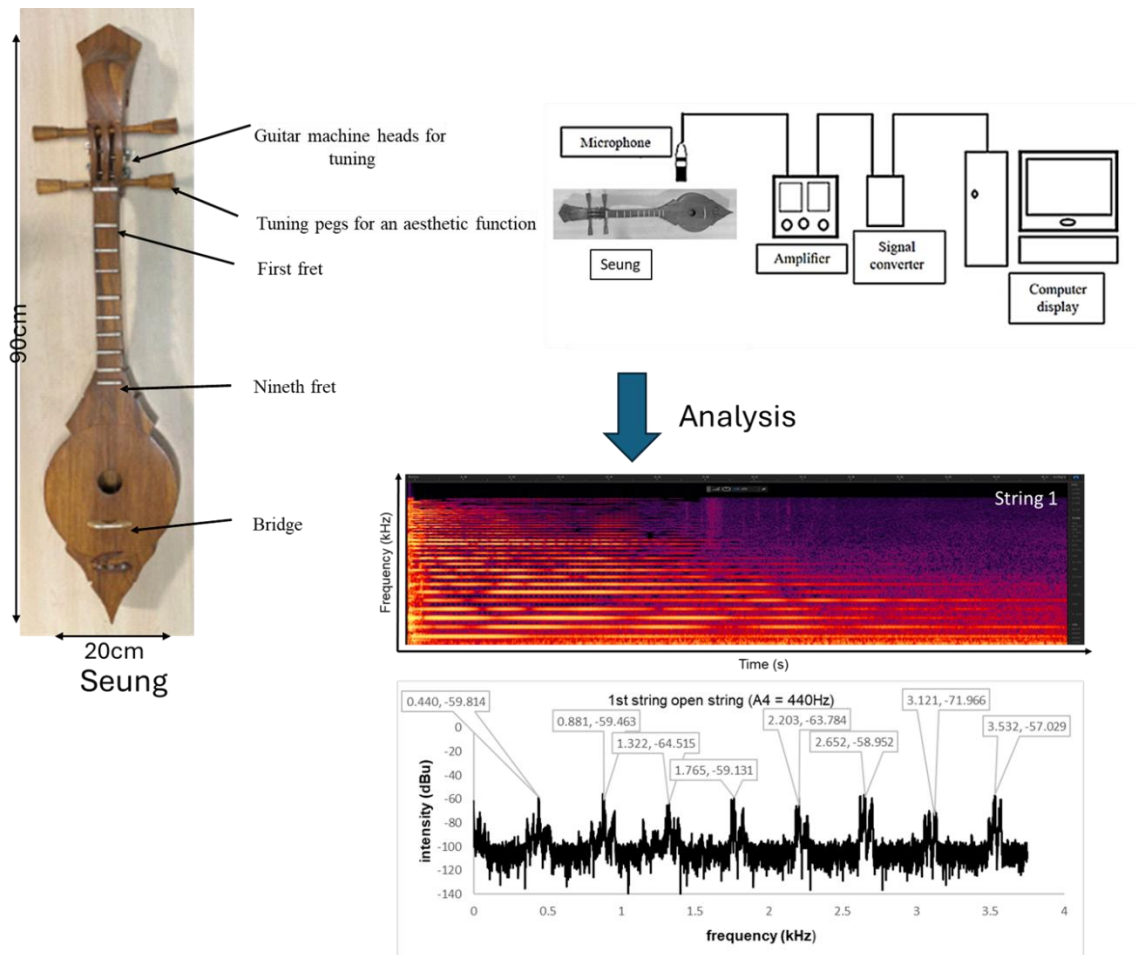 Guitar machine heads for
tuning
Tuning pegs for an aesthetic function
First fret
90cm
Nineth fret
Bridge
20cm
Seung
Microphone
Seung
Amplifier
Signal
converter
Computer
display
Analysis
String 1
Frequency (kHz)
Time (s)
1st string open string (A4 = 440Hz)
0.440, -59.814
0.881, -59.463
1.322, -64.515
1.765, -59.131
2.203, -63.784
2.652, -58.952
3.121, -71.966
3.532, -57.029
intensity (dBu)
0
-20
-40
-60
-80
-100
-120
-140
0
0.5
1
1.5
2
2.5
3
3.5
4
frequency (kHz)